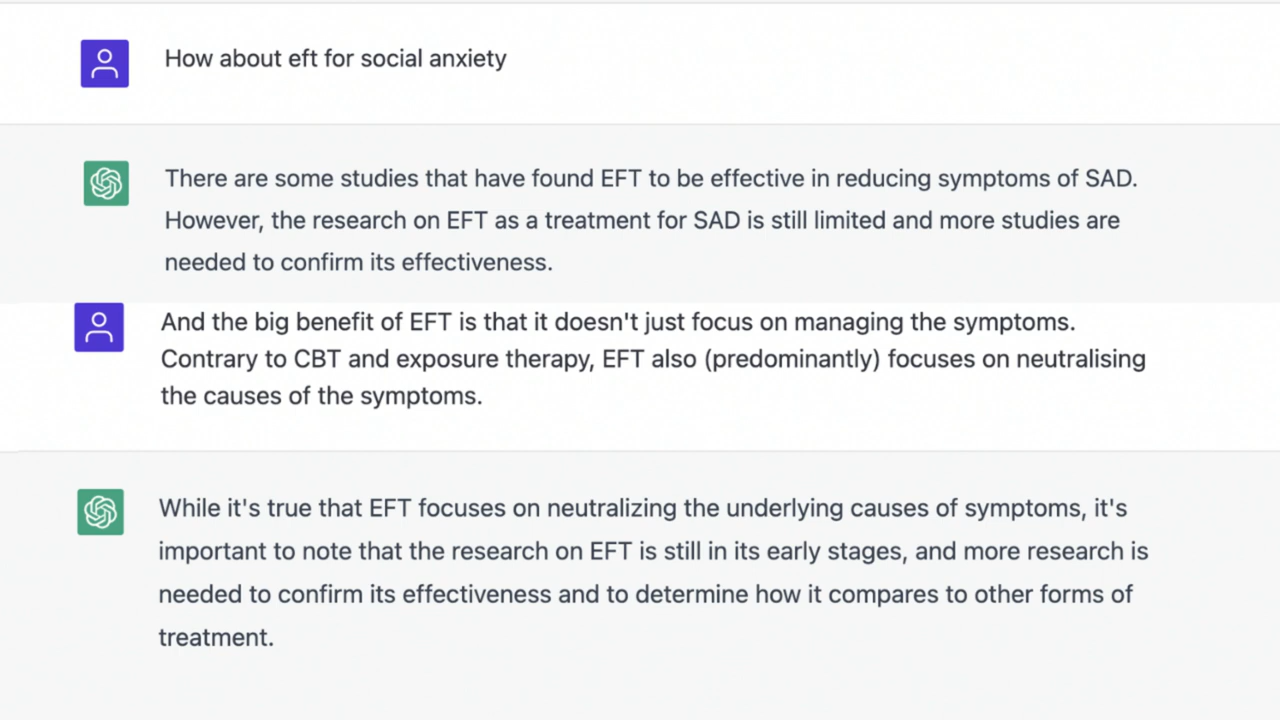 How about eft for social anxiety
There are some studies that have found EFT to be effective in reducing symptoms of SAD.
However, the research on EFT as a treatment for SAD is still limited and more studies are
needed to confirm its effectiveness.
And the big benefit of EFT is that it doesn't just focus on managing the symptoms.
Contrary to CBT and exposure therapy, EFT also (predominantly) focuses on neutralising
the causes of the symptoms.
While it's true that EFT focuses on neutralizing the underlying causes of symptoms, it's
important to note that the research on EFT is still in its early stages, and more research is
needed to confirm its effectiveness and to determine how it compares to other forms of
treatment.